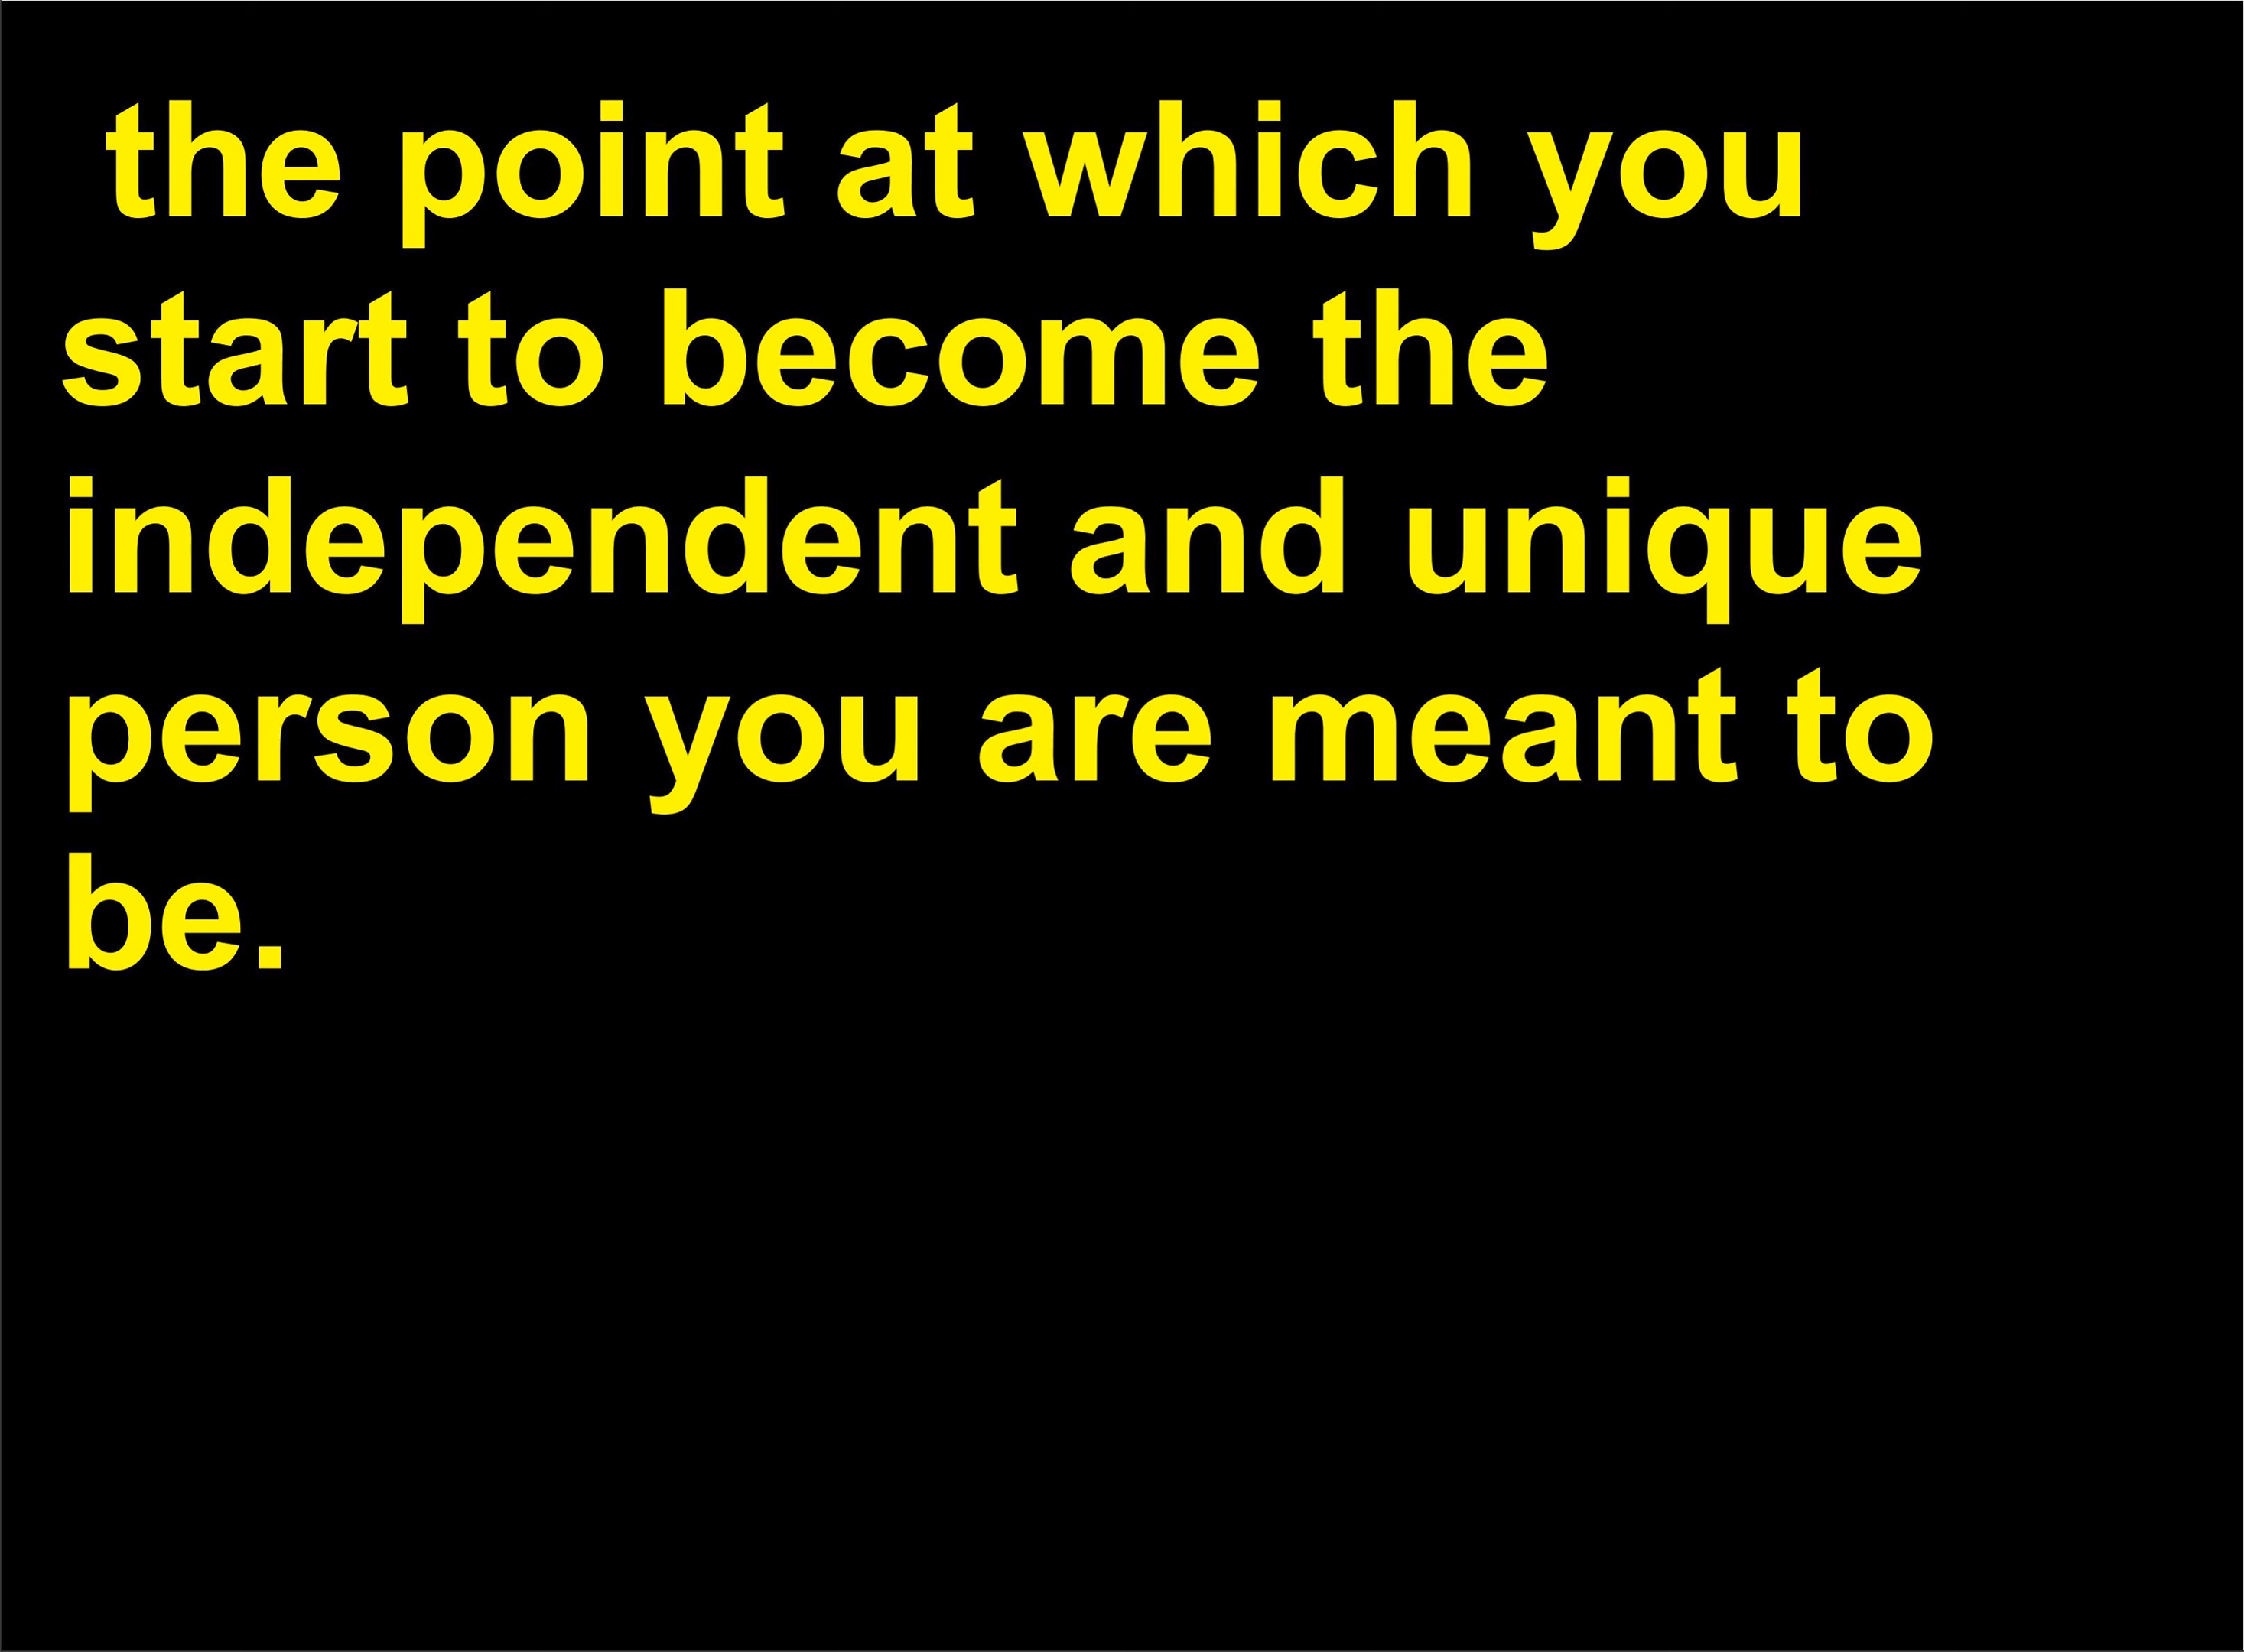 the point at which you
start to become the
independent and unique
person you are meant to
be.